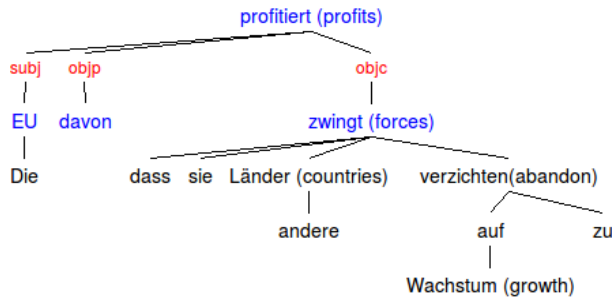 profitiert (profits)
subj objp objc
EU davon zwingt (forces)
Die dass sie Länder (countries) verzichten(abandon)
andere auf zu
Wachstum (growth)